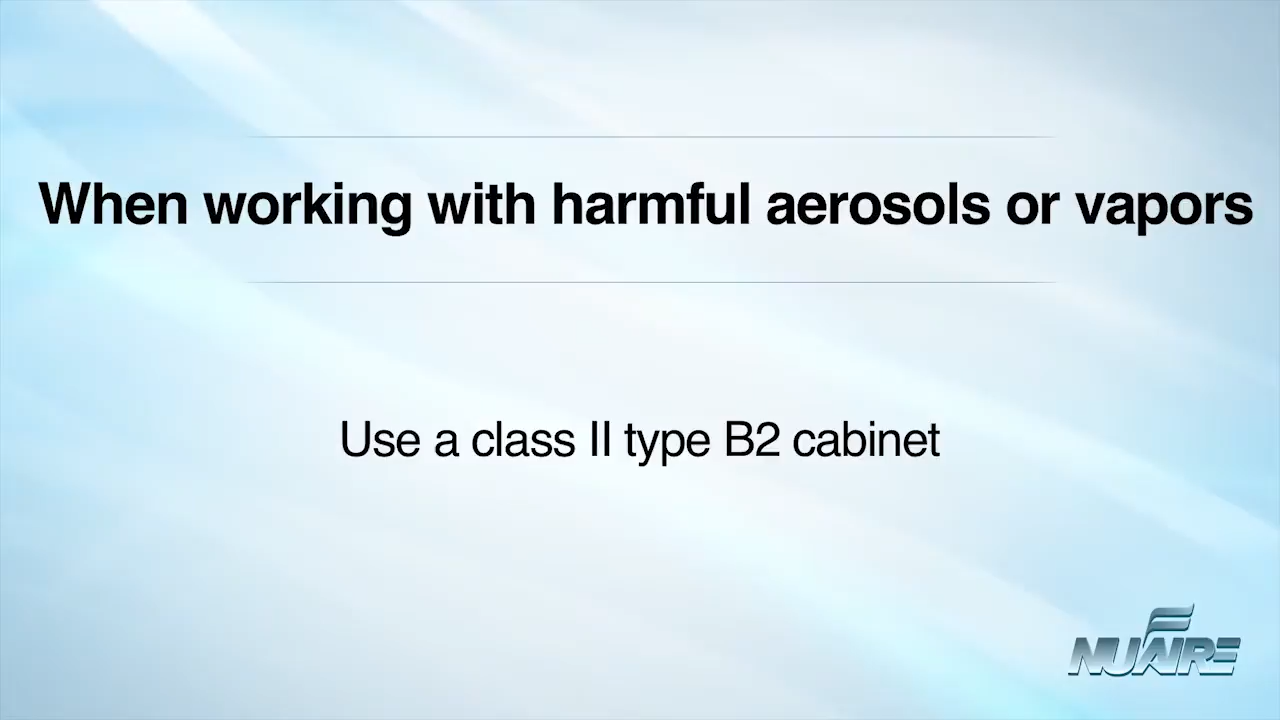 When working with harmful aerosols or vapors
Use a class II type B2 cabinet
NUAIRE